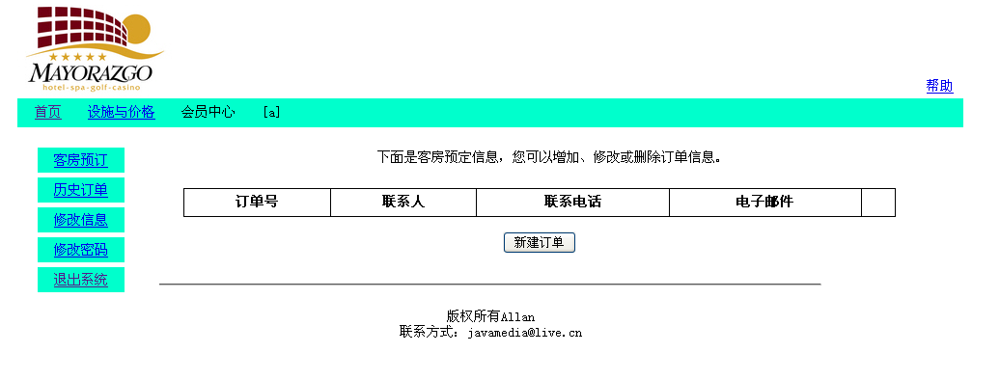 MAYORAZGO
hotel-spa-golf-casino
帮助
首页 设施与价格 会员中心 [a]
客房预订
下面是客房预定信息，您可以增加、修改或删除订单信息。
历史订单
订单号 联系人 联系电话 电子邮件
修改信息
修改密码
新建订单
退出系统
版权所有Allan
联系方式：javamedia@live.cn